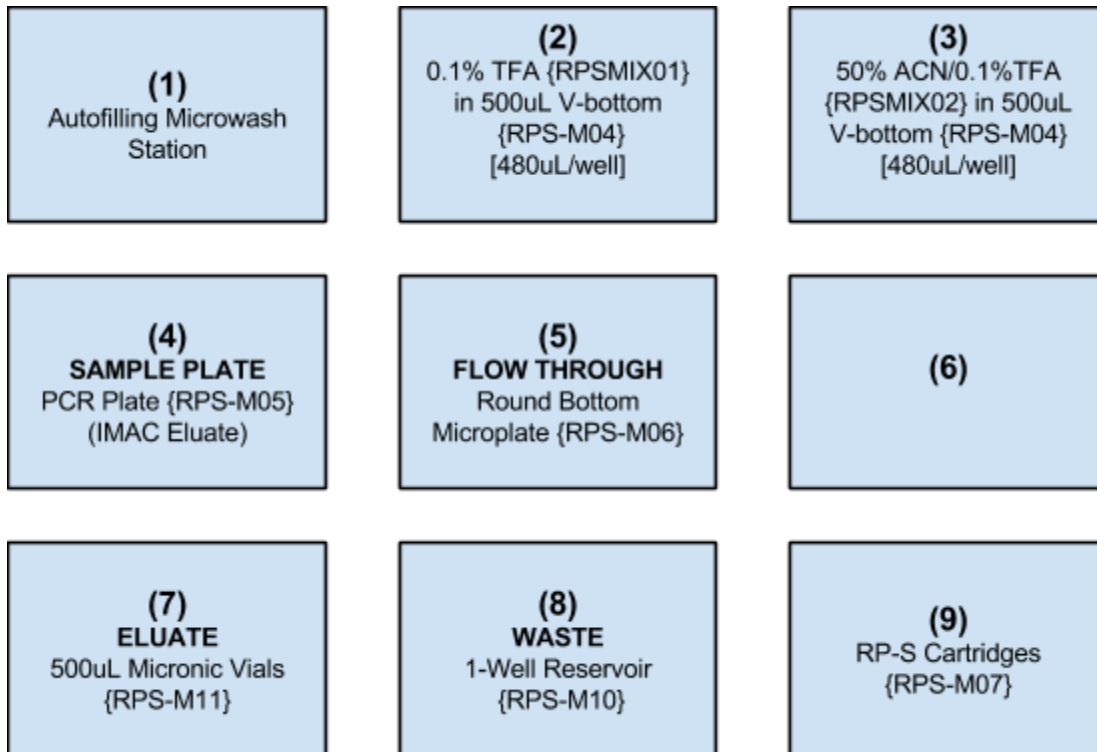 (1)
Autofilling Microwash
Station
(2)
0.1% TFA {RPSMIX01}
in 500uL V-bottom
{RPS-M04}
[480uL/well]
(3)
50% ACN/0.1%TFA
{RPSMIX02} in 500uL
V-bottom {RPS-M04}
[480uL/well]
(4)
SAMPLE PLATE
PCR Plate {RPS-M05}
(IMAC Eluate)
(5)
FLOW THROUGH
Round Bottom
Microplate {RPS-M06}
(6)
(7)
ELUATE
500uL Micronic Vials
{RPS-M11}
(8)
WASTE
1-Well Reservoir
{RPS-M10}
(9)
RP-S Cartridges
{RPS-M07}